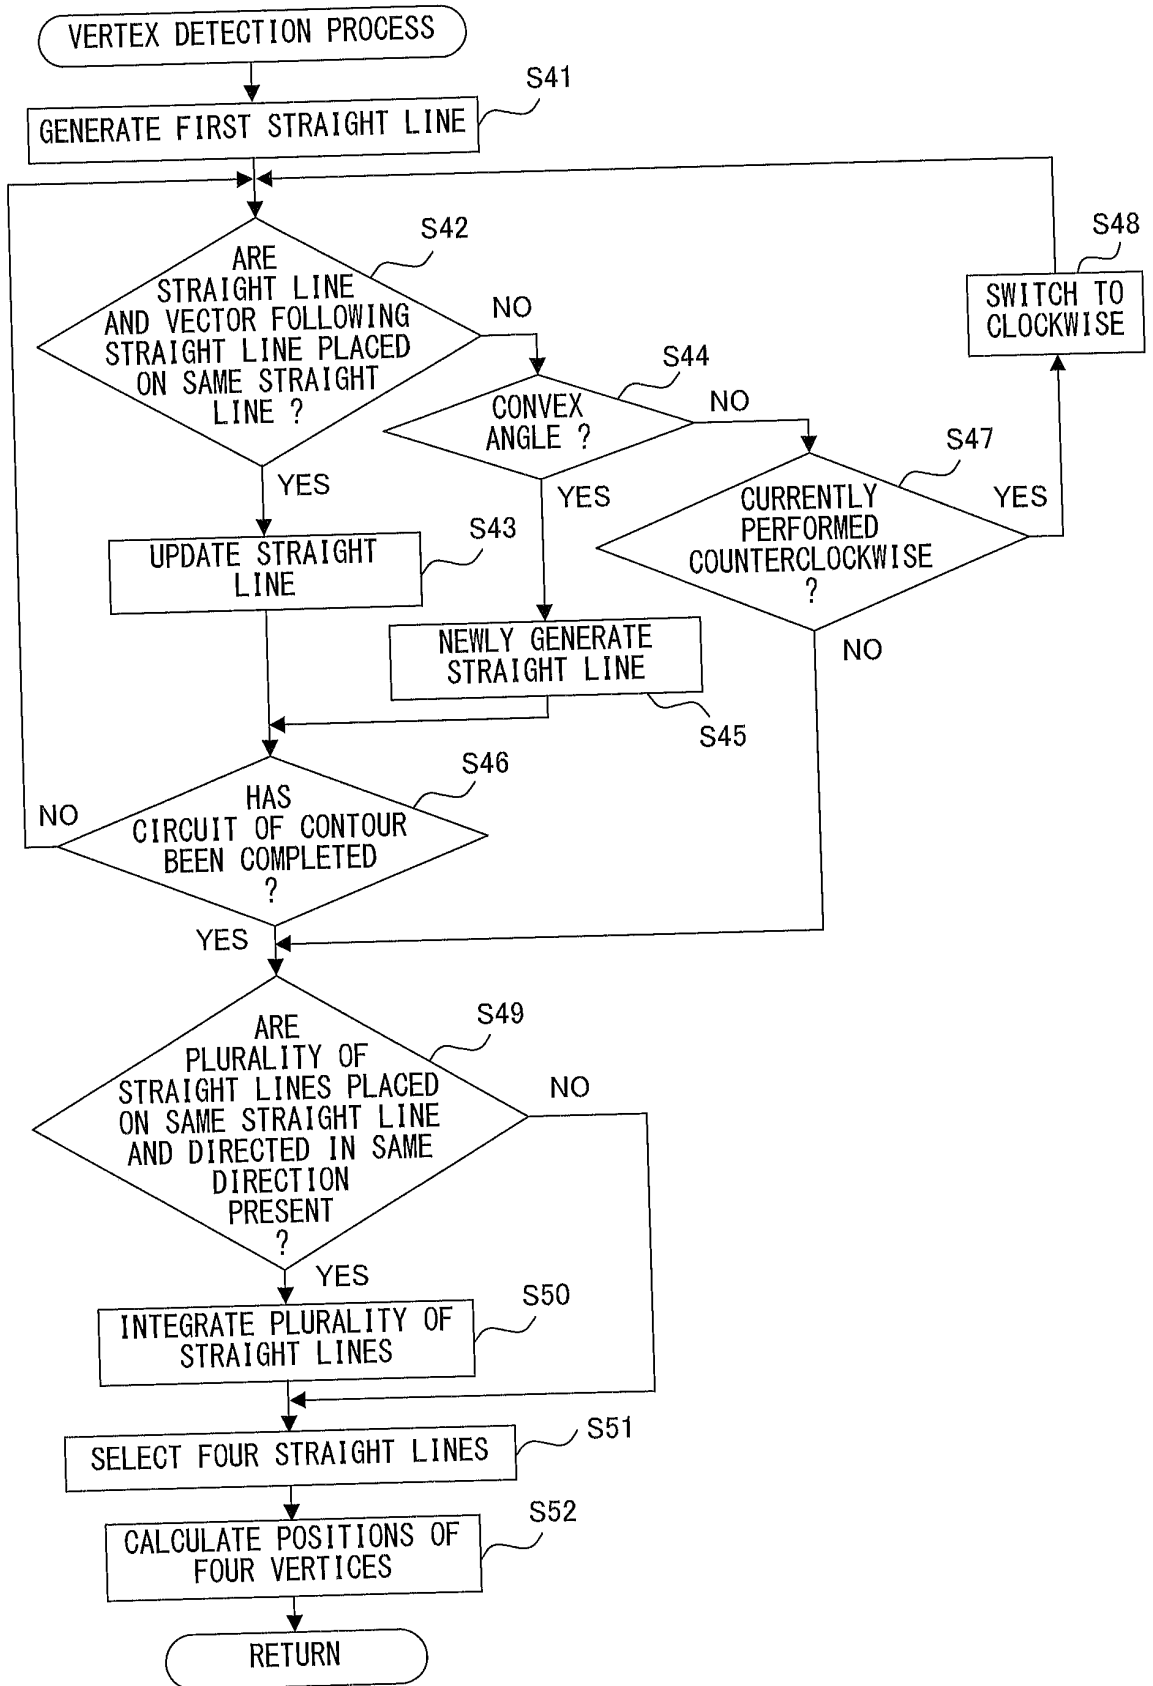 VERTEX DETECTION PROCESS
S41
GENERATE FIRST STRAIGHT LINE
S42
ARE
STRAIGHT LINE
AND VECTOR FOLLOWING
STRAIGHT LINE PLACED
ON SAME STRAIGHT
LINE ?
NO
YES
S48
SWITCH TO
CLOCKWISE
S44
CONVEX
ANGLE ?
NO
YES
S47
CURRENTLY
PERFORMED
COUNTERCLOCKWISE
?
YES
NO
S43
UPDATE STRAIGHT
LINE
NEWLY GENERATE
STRAIGHT LINE
S45
S46
HAS
CIRCUIT OF CONTOUR
BEEN COMPLETED
?
NO
YES
S49
ARE
PLURALITY OF
STRAIGHT LINES PLACED
ON SAME STRAIGHT LINE
AND DIRECTED IN SAME
DIRECTION
PRESENT
?
NO
YES
S50
INTEGRATE PLURALITY OF
STRAIGHT LINES
S51
SELECT FOUR STRAIGHT LINES
S52
CALCULATE POSITIONS OF
FOUR VERTICES
RETURN